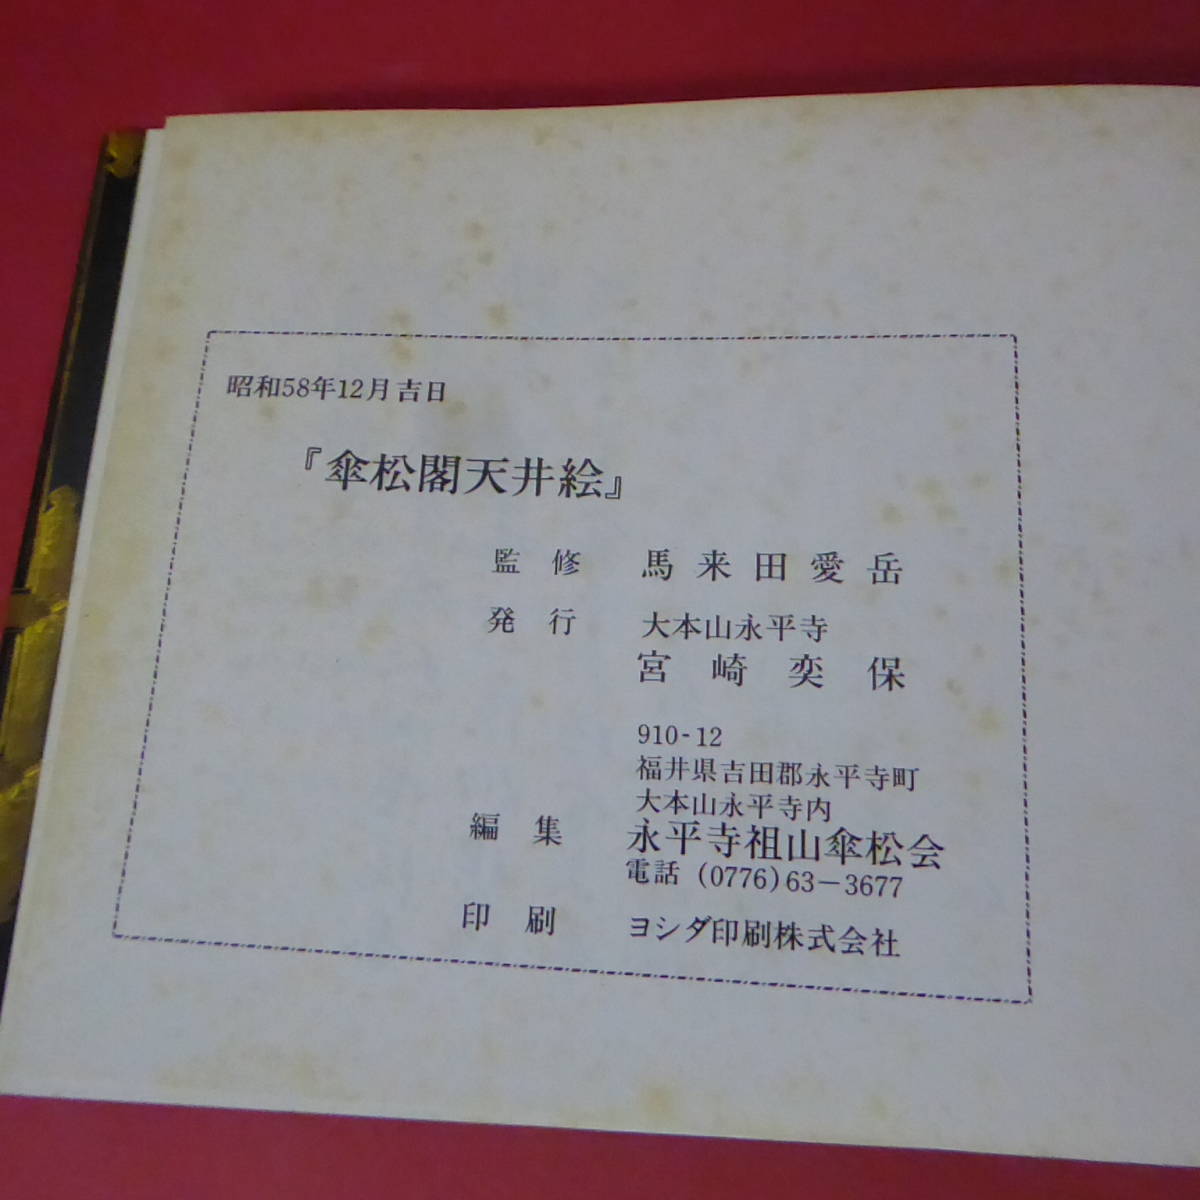 昭和58年12月吉日
『傘松閣天井絵』
監修 馬来田愛岳
発行 大本山永平寺
宮崎奕保
910-12
福井県吉田郡永平寺町
大本山永平寺内
編集 永平寺祖山傘松会
電話 (0776)63-3677
印刷 ヨシダ印刷株式会社